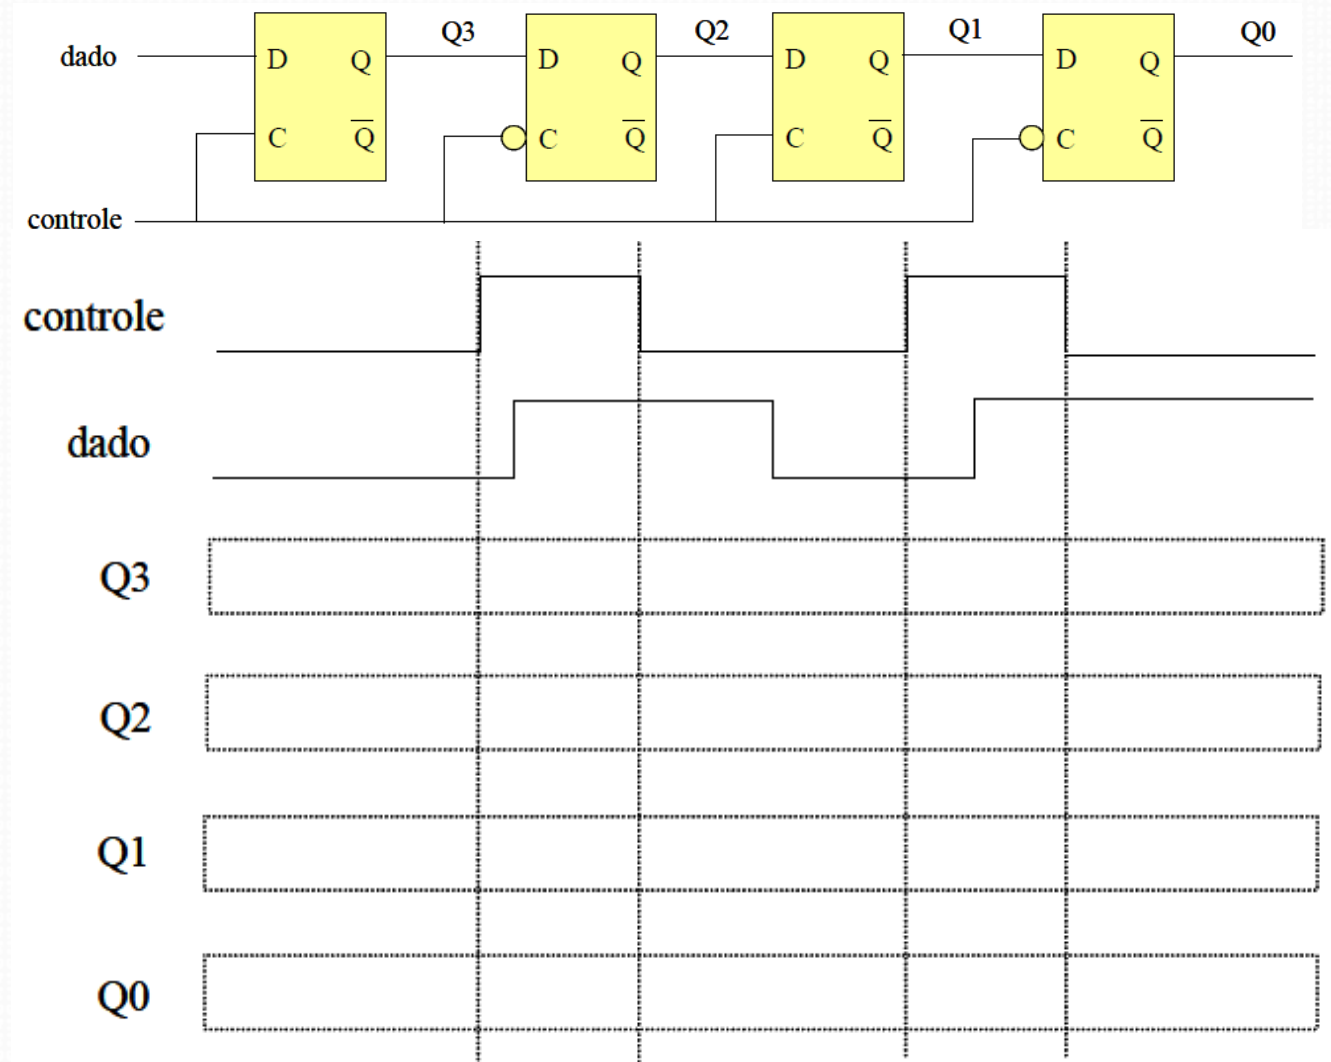 Q3 Q2 Q1 Q0
dado D Q D Q D Q D Q
C Q̅ C Q̅ C Q̅ C Q̅
controle
controle
dado
Q3
Q2
Q1
Q0